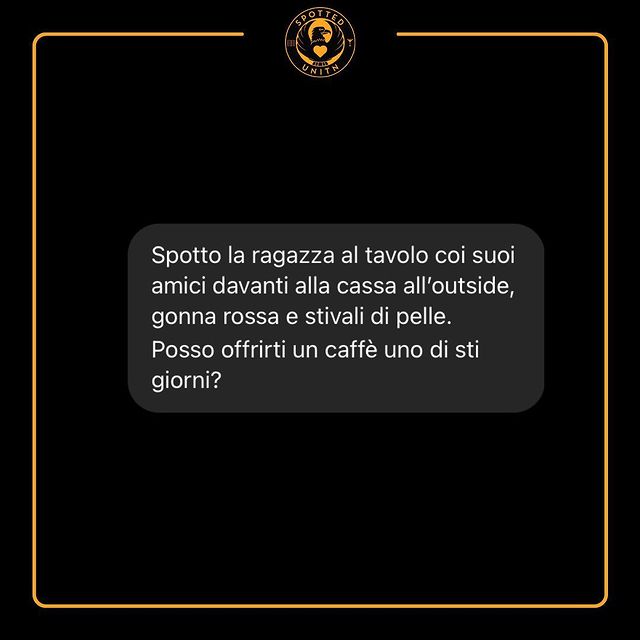 SPOTTED
UNITN
Spotto la ragazza al tavolo coi suoi
amici davanti alla cassa all’outside,
gonna rossa e stivali di pelle.
Posso offrirti un caffè uno di sti
giorni?